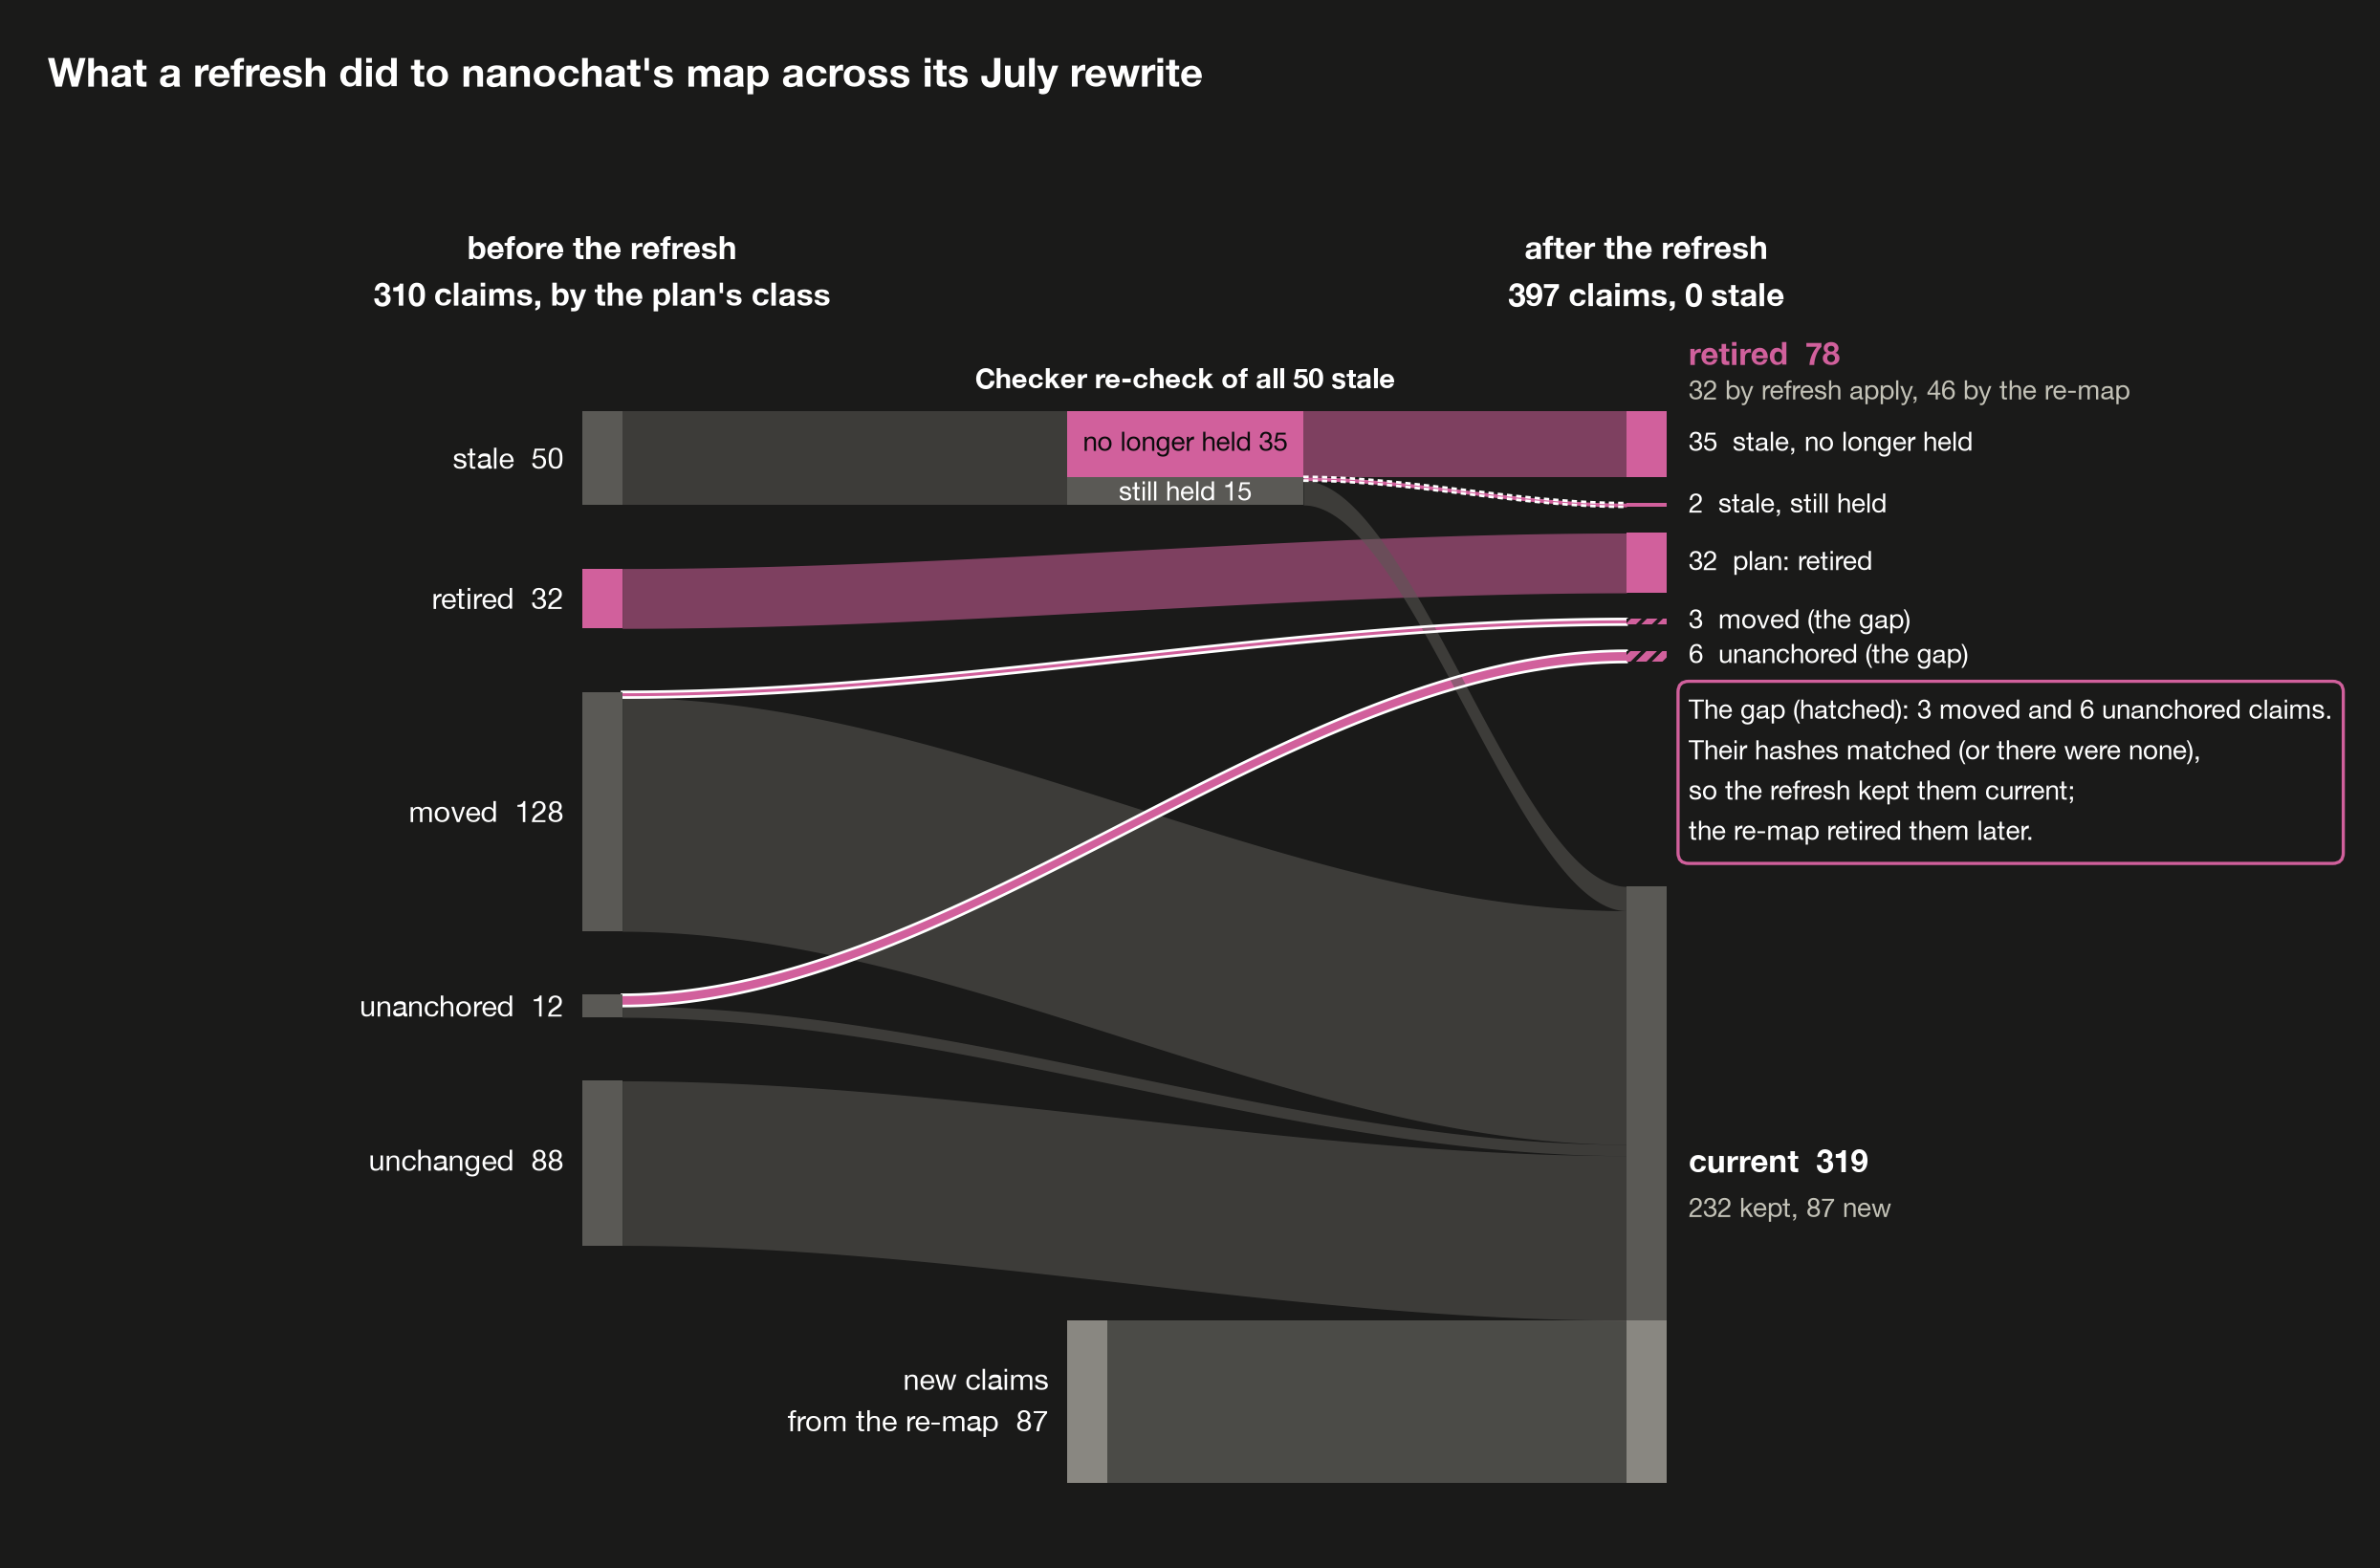 What a refresh did to nanochat's map across its July rewrite
before the refresh
310 claims, by the plan's class
after the refresh
397 claims, 0 stale
retired 78
32 by refresh apply, 46 by the re-map
Checker re-check of all 50 stale
stale 50
no longer held 35
still held 15
35 stale, no longer held
2 stale, still held
retired 32
32 plan: retired
3 moved (the gap)
6 unanchored (the gap)
The gap (hatched): 3 moved and 6 unanchored claims.
Their hashes matched (or there were none),
so the refresh kept them current;
the re-map retired them later.
moved 128
unanchored 12
unchanged 88
current 319
232 kept, 87 new
new claims
from the re-map 87